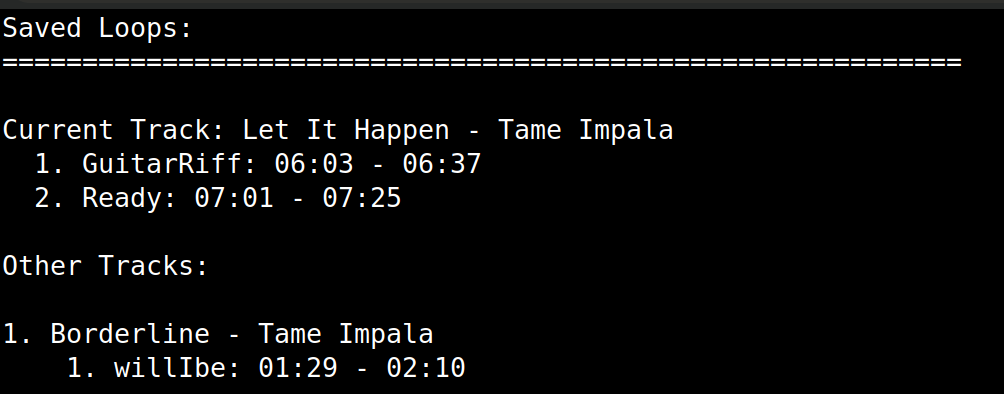 Saved Loops:
============================================================
Current Track: Let It Happen - Tame Impala
1. GuitarRiff: 06:03 - 06:37
2. Ready: 07:01 - 07:25
Other Tracks:
1. Borderline - Tame Impala
1. willIbe: 01:29 - 02:10